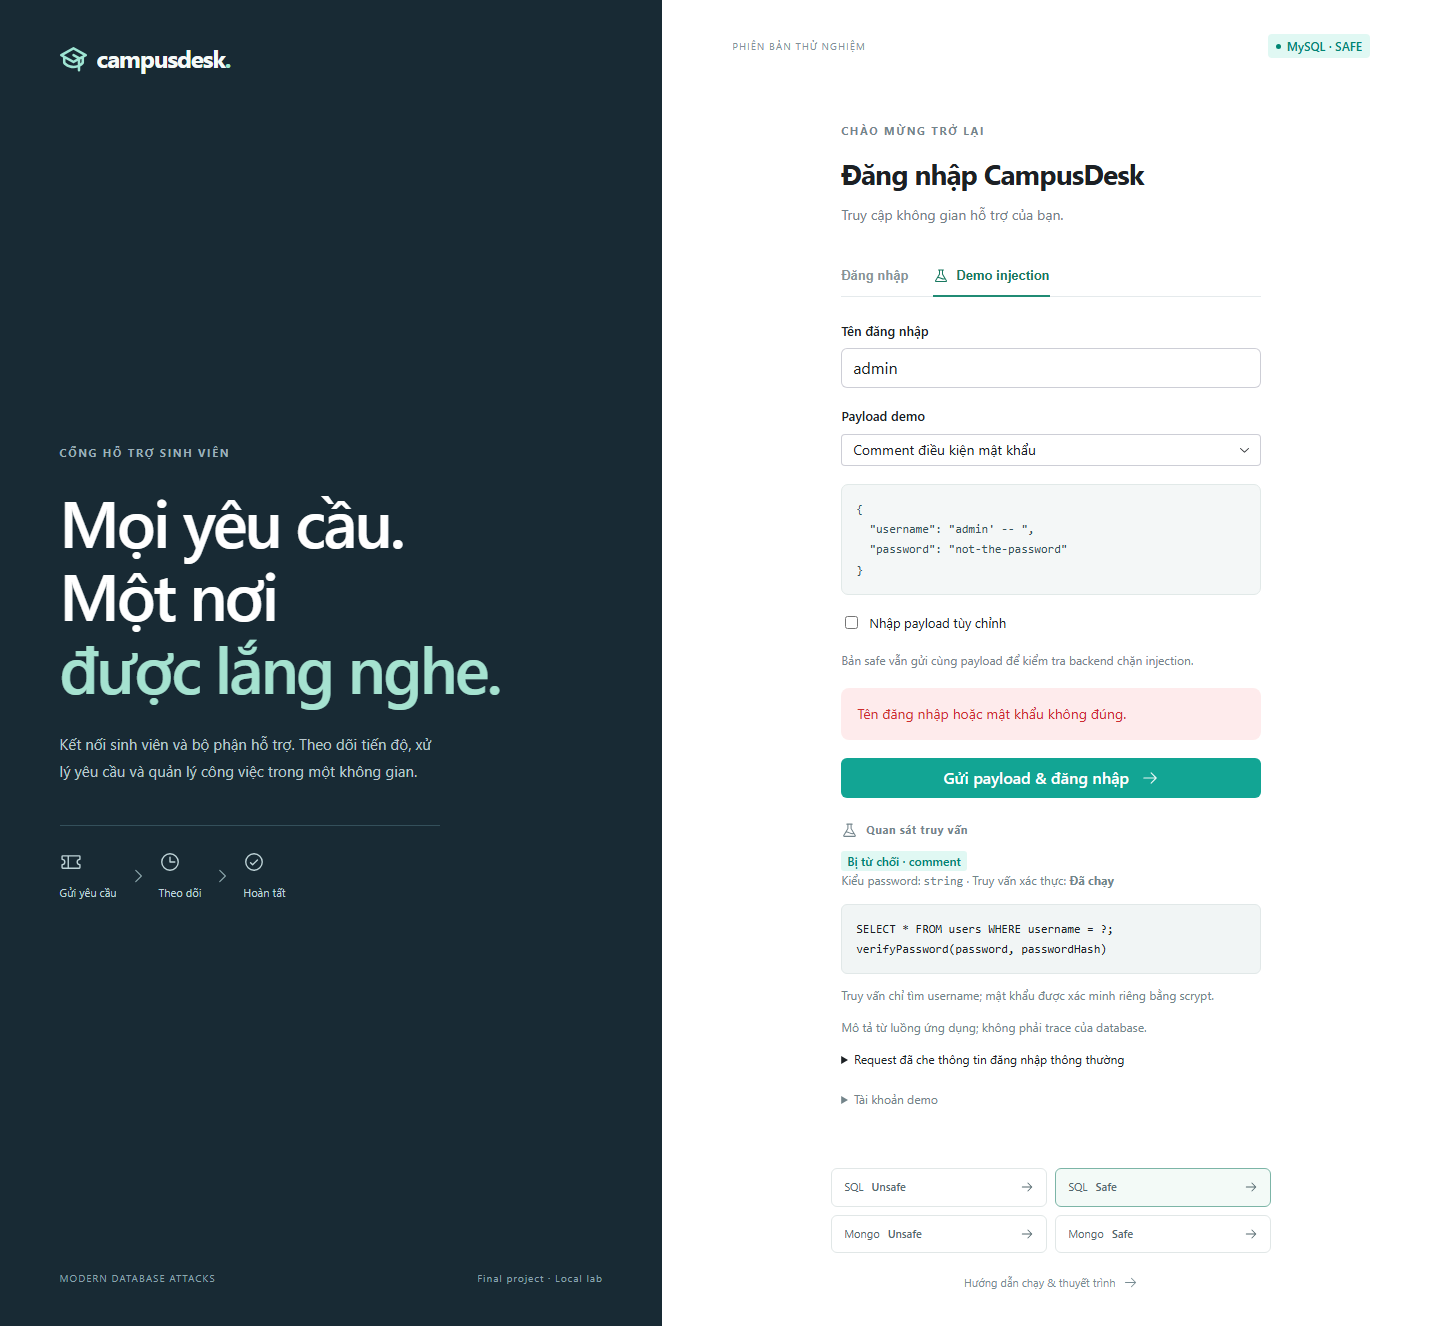 campusdesk.
CỔNG HỖ TRỢ SINH VIÊN
Mọi yêu cầu.
Một nơi
được lắng nghe.
Kết nối sinh viên và bộ phận hỗ trợ. Theo dõi tiến độ, xử
lý yêu cầu và quản lý công việc trong một không gian.
Gửi yêu cầu
Theo dõi
Hoàn tất
MODERN DATABASE ATTACKS
Final project · Local lab
PHIÊN BẢN THỬ NGHIỆM
MySQL · SAFE
CHÀO MỪNG TRỞ LẠI
Đăng nhập CampusDesk
Truy cập không gian hỗ trợ của bạn.
Đăng nhập
Demo injection
Tên đăng nhập
admin
Payload demo
Comment điều kiện mật khẩu
{
  "username": "admin' -- ",
  "password": "not-the-password"
}
Nhập payload tùy chỉnh
Bản safe vẫn gửi cùng payload để kiểm tra backend chặn injection.
Tên đăng nhập hoặc mật khẩu không đúng.
Gửi payload & đăng nhập
Quan sát truy vấn
Bị từ chối · comment
Kiểu password: string · Truy vấn xác thực: Đã chạy
SELECT * FROM users WHERE username = ?;
verifyPassword(password, passwordHash)
Truy vấn chỉ tìm username; mật khẩu được xác minh riêng bằng scrypt.
Mô tả từ luồng ứng dụng; không phải trace của database.
Request đã che thông tin đăng nhập thông thường
Tài khoản demo
SQL Unsafe
SQL Safe
Mongo Unsafe
Mongo Safe
Hướng dẫn chạy & thuyết trình